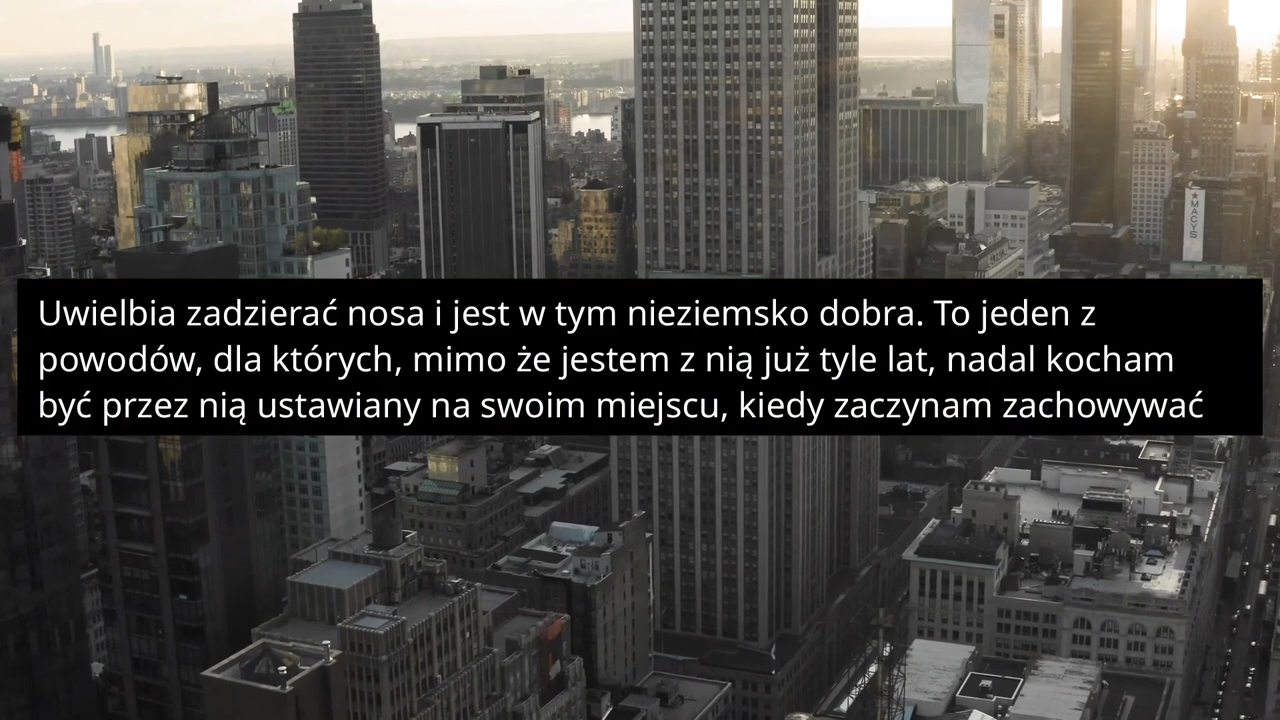 MACYS
Uwielbia zadzierać nosa i jest w tym nieziemsko dobra. To jeden z
powodów, dla których, mimo że jestem z nią już tyle lat, nadal kocham
być przez nią ustawiany na swoim miejscu, kiedy zaczynam zachowywać